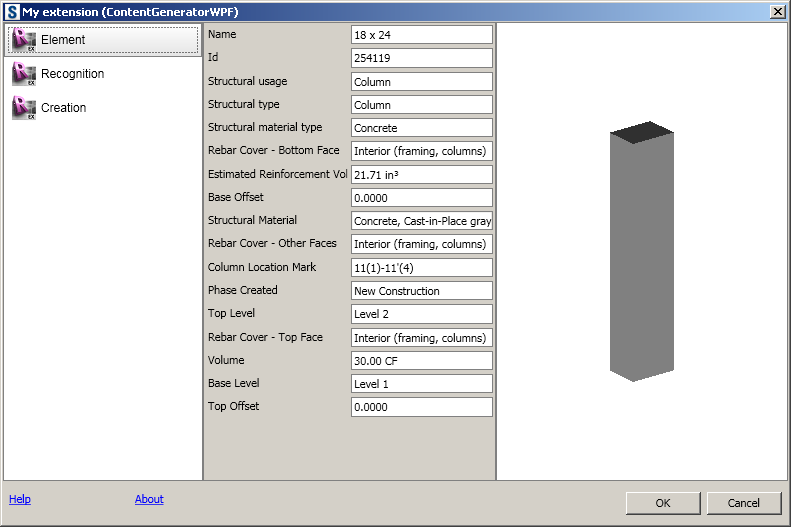 My extension (ContentGeneratorWPF)
Element
Recognition
Creation
Name 18 x 24
Id 254119
Structural usage Column
Structural type Column
Structural material type Concrete
Rebar Cover - Bottom Face Interior (framing, columns)
Estimated Reinforcement Vol 21.71 in³
Base Offset 0.0000
Structural Material Concrete, Cast-in-Place gray
Rebar Cover - Other Faces Interior (framing, columns)
Column Location Mark 11(1)-11'(4)
Phase Created New Construction
Top Level Level 2
Rebar Cover - Top Face Interior (framing, columns)
Volume 30.00 CF
Base Level Level 1
Top Offset 0.0000
Help About OK Cancel